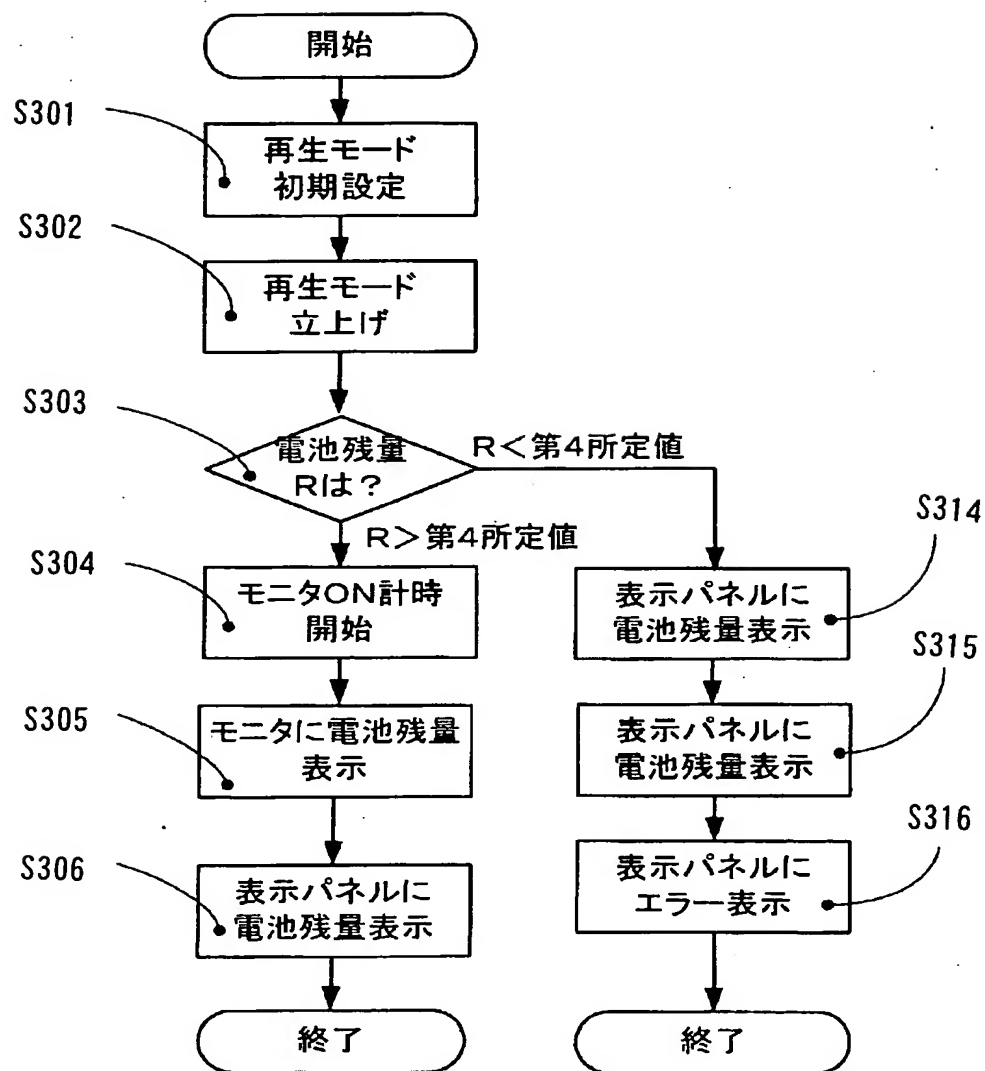 開始
S301
再生モード
初期設定
S302
再生モード
立上げ
S303
電池残量
Rは？
R＜第4所定値
R＞第4所定値
S304
モニタON計時
開始
S305
モニタに電池残量
表示
S306
表示パネルに
電池残量表示
終了
S314
表示パネルに
電池残量表示
S315
表示パネルに
電池残量表示
S316
表示パネルに
エラー表示
終了